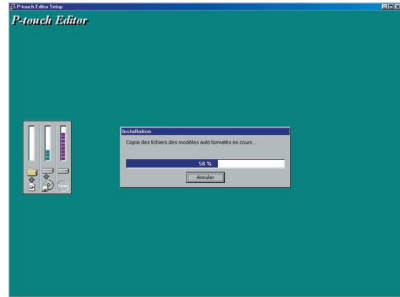 P-touch Editor Setup
P-touch Editor
Installation
Copie des fichiers des modèles auto formatés en cours...
58 %
Annuler